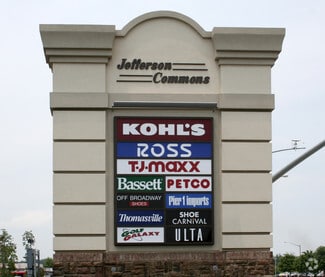 Jefferson
Commons
KOHL'S
ROSS
T·J·maxx
Bassett PETCO
OFF BROADWAY SHOES Pier 1 imports
Thomasville SHOE CARNIVAL
GOLF GALAXY ULTA